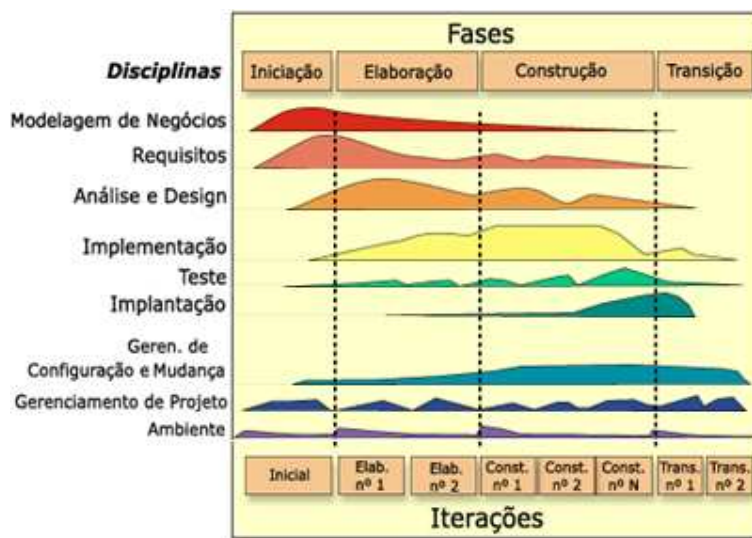 Fases
Disciplinas
Iniciação
Elaboração
Construção
Transição
Modelagem de Negócios
Requisitos
Análise e Design
Implementação
Teste
Implantação
Geren. de
Configuração e Mudança
Gerenciamento de Projeto
Ambiente
Inicial
Elab.
nº 1
Elab.
nº 2
Const.
nº 1
Const.
nº 2
Const.
nº N
Trans.
nº 1
Trans.
nº 2
Iterações